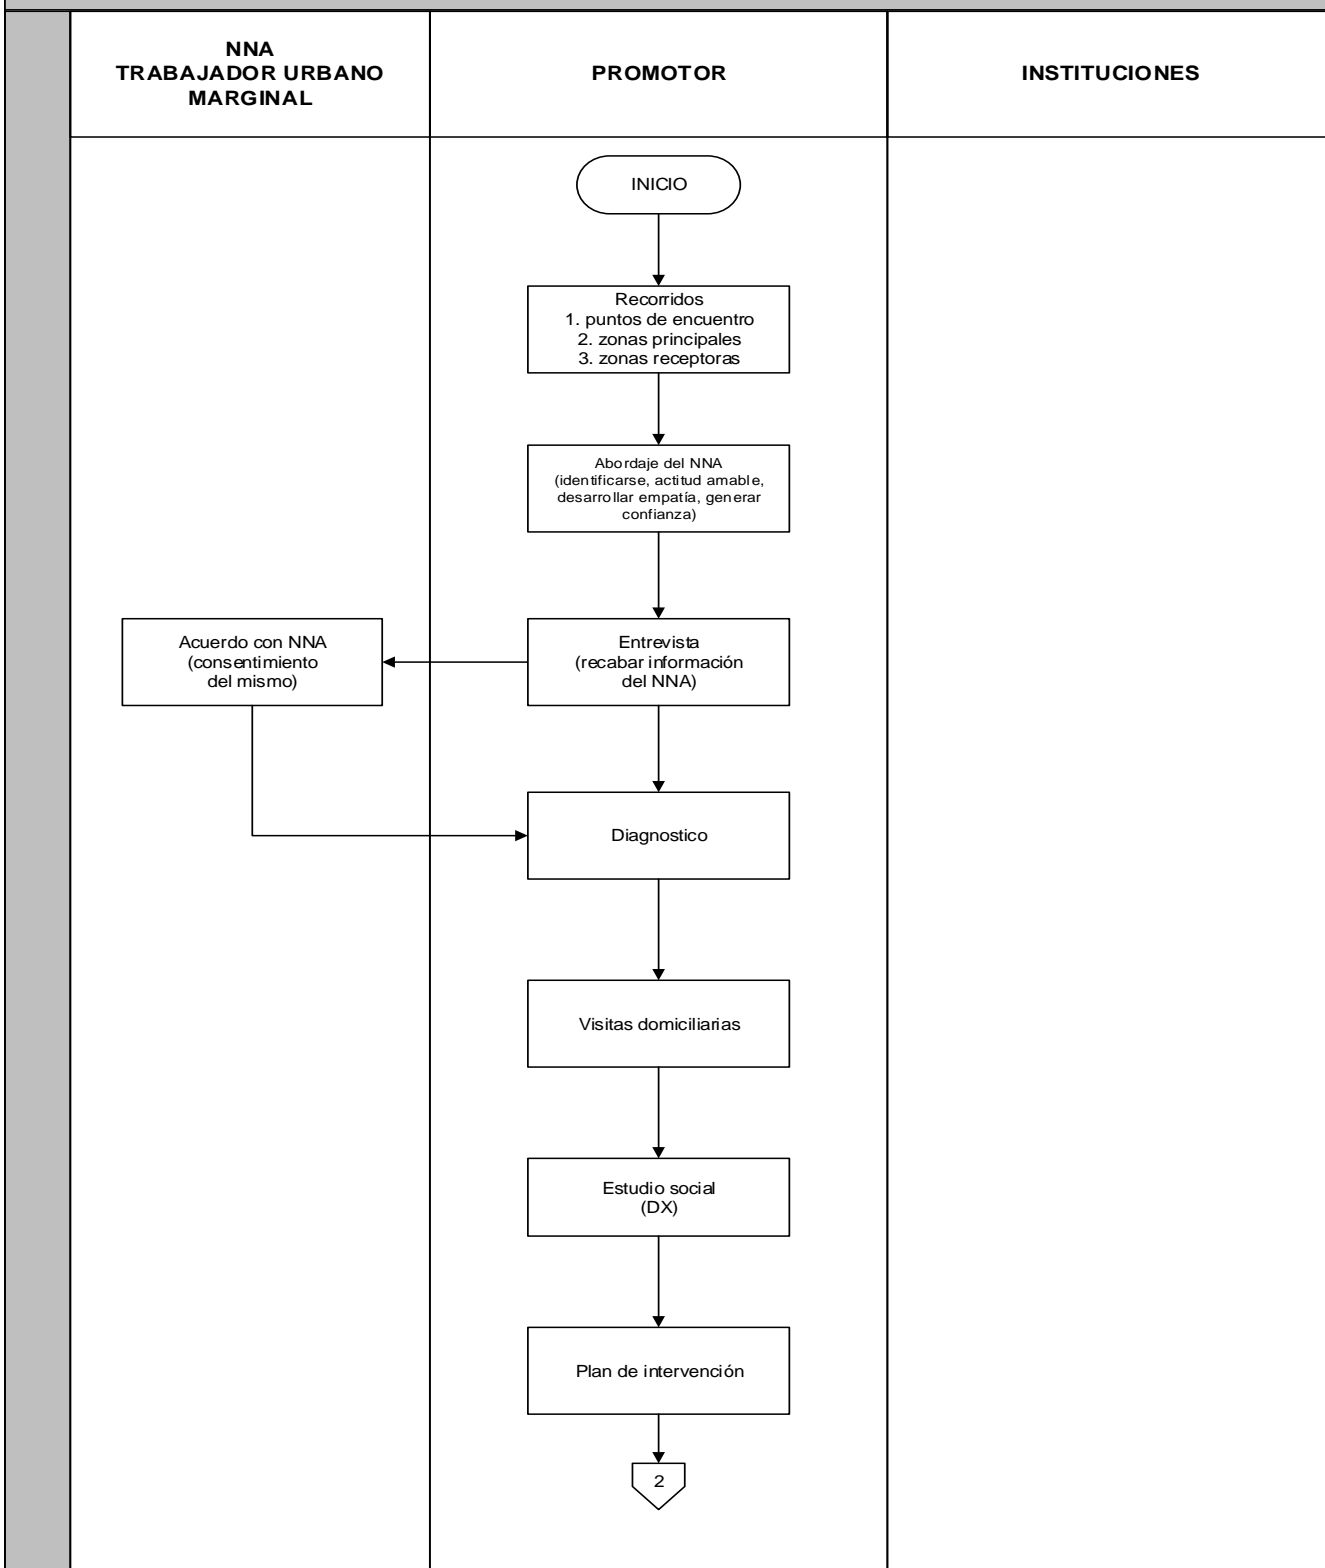 NNA
TRABAJADOR URBANO
MARGINAL
PROMOTOR
INSTITUCIONES
INICIO
Recorridos
1. puntos de encuentro
2. zonas principales
3. zonas receptoras
Abordaje del NNA
(identificarse, actitud amable,
desarrollar empatía, generar
confianza)
Acuerdo con NNA
(consentimiento
del mismo)
Entrevista
(recabar información
del NNA)
Diagnostico
Visitas domiciliarias
Estudio social
(DX)
Plan de intervención
2